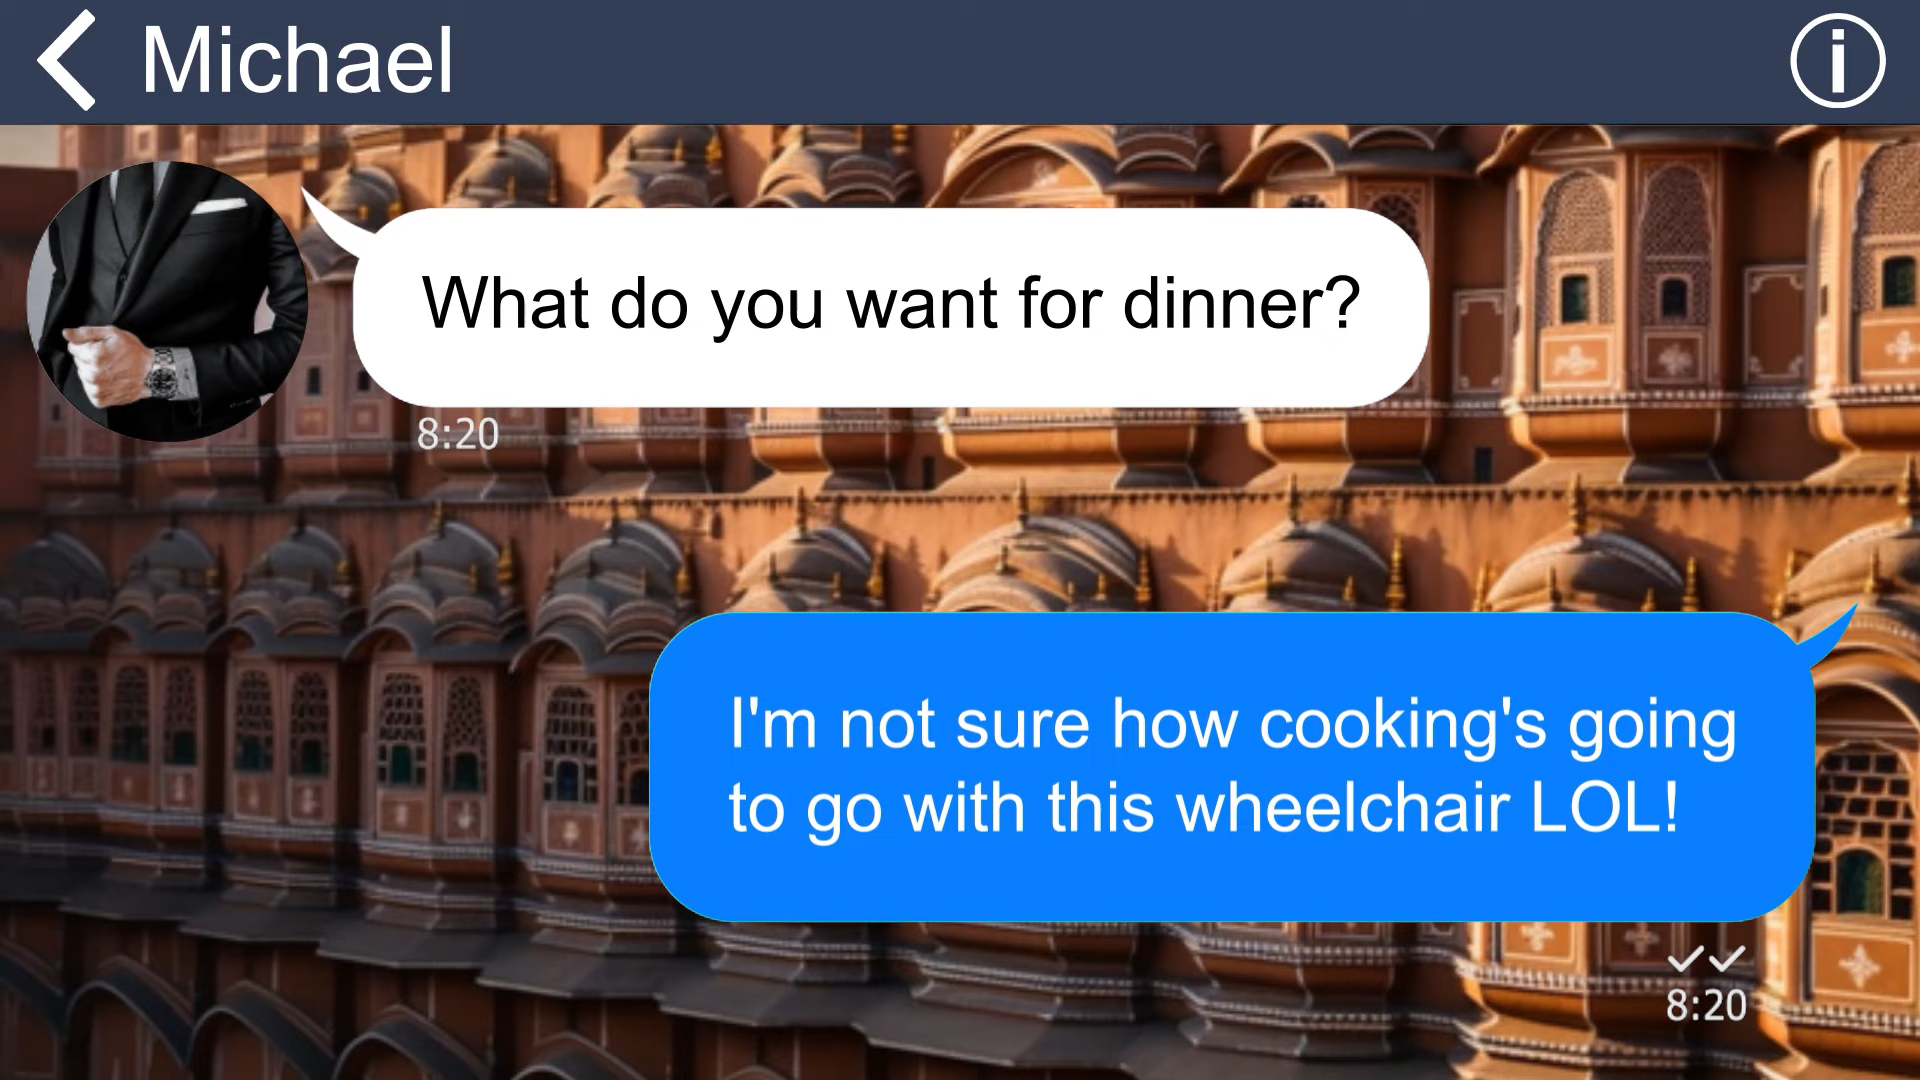 Michael
What do you want for dinner?
8:20
I'm not sure how cooking's going
to go with this wheelchair LOL!
8:20